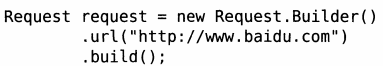 Request request = new Request.Builder()
        .url("http://www.baidu.com")
        .build();